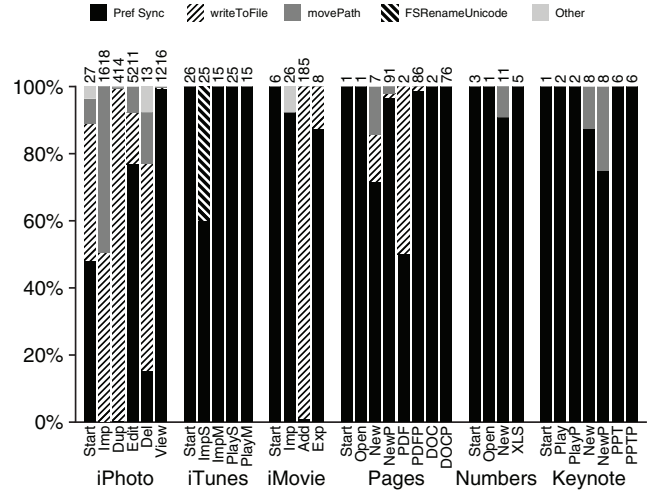 Pref Sync writeToFile movePath FSRenameUnicode Other
27 1618 414 5211 13 1216 26 25 15 25 15 6 26 185 8 1 1 7 91 2 86 2 76 3 1 11 5 1 2 2 8 8 6 6
100%
80%
60%
40%
20%
0%
Start Imp Dup Edit Del View Start ImpS ImpM PlayS PlayM Start Imp Add Exp Start Open New NewP PDF PDFP DOC DOCP Start Open New XLS Start Play PlayP New NewP PPT PPTP
iPhoto iTunes iMovie Pages Numbers Keynote